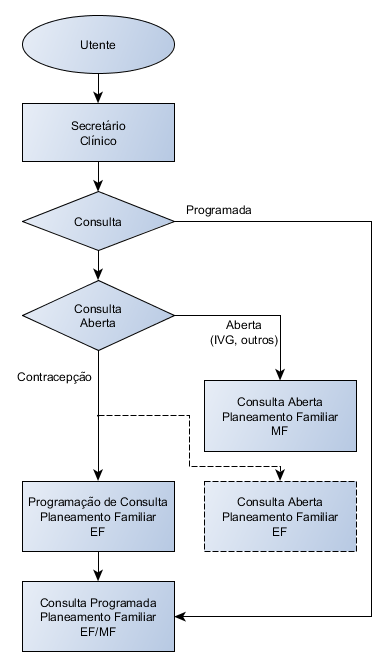 Utente
Secretário
Clínico
Consulta
Programada
Consulta
Aberta
Aberta
(IVG, outros)
Contracepção
Consulta Aberta
Planeamento Familiar
MF
Programação de Consulta
Planeamento Familiar
EF
Consulta Aberta
Planeamento Familiar
EF
Consulta Programada
Planeamento Familiar
EF/MF